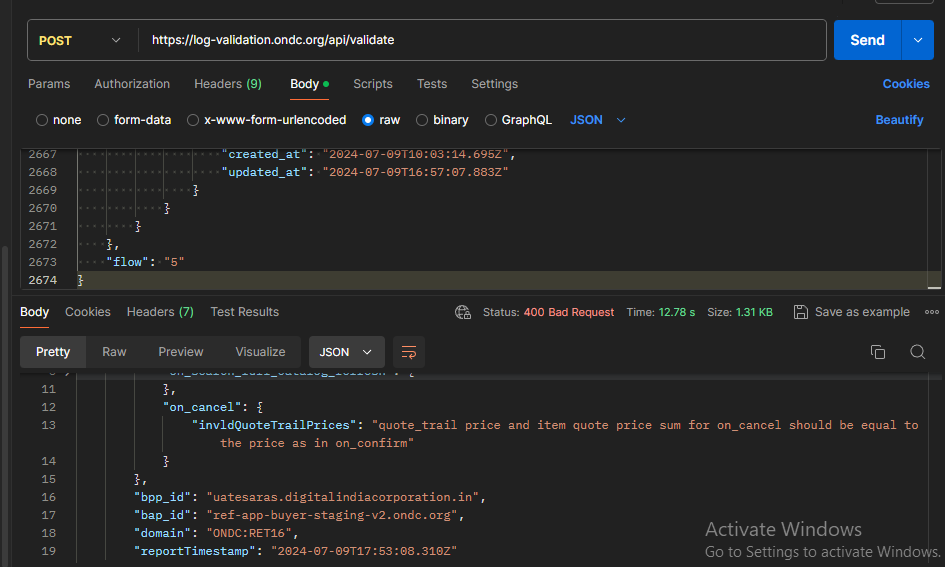 POST https://log-validation.ondc.org/api/validate Send
Params Authorization Headers (9) Body Scripts Tests Settings Cookies
none form-data x-www-form-urlencoded raw binary GraphQL JSON Beautify
2667 "created_at": "2024-07-09T10:03:14.695Z",
2668 "updated_at": "2024-07-09T16:57:07.883Z"
2669 }
2670 }
2671 }
2672 },
2673 "flow": "5"
2674 }
Body Cookies Headers (7) Test Results Status: 400 Bad Request Time: 12.78 s Size: 1.31 KB Save as example
Pretty Raw Preview Visualize JSON
11 },
12 "on_cancel": {
13 "invldQuoteTrailPrices": "quote_trail price and item quote price sum for on_cancel should be equal to
the price as in on_confirm"
14 }
15 },
16 "bpp_id": "uatesaras.digitalindiacorporation.in",
17 "bap_id": "ref-app-buyer-staging-v2.ondc.org",
18 "domain": "ONDC:RET16",
19 "reportTimestamp": "2024-07-09T17:53:08.310Z"
Activate Windows
Go to Settings to activate Windows.